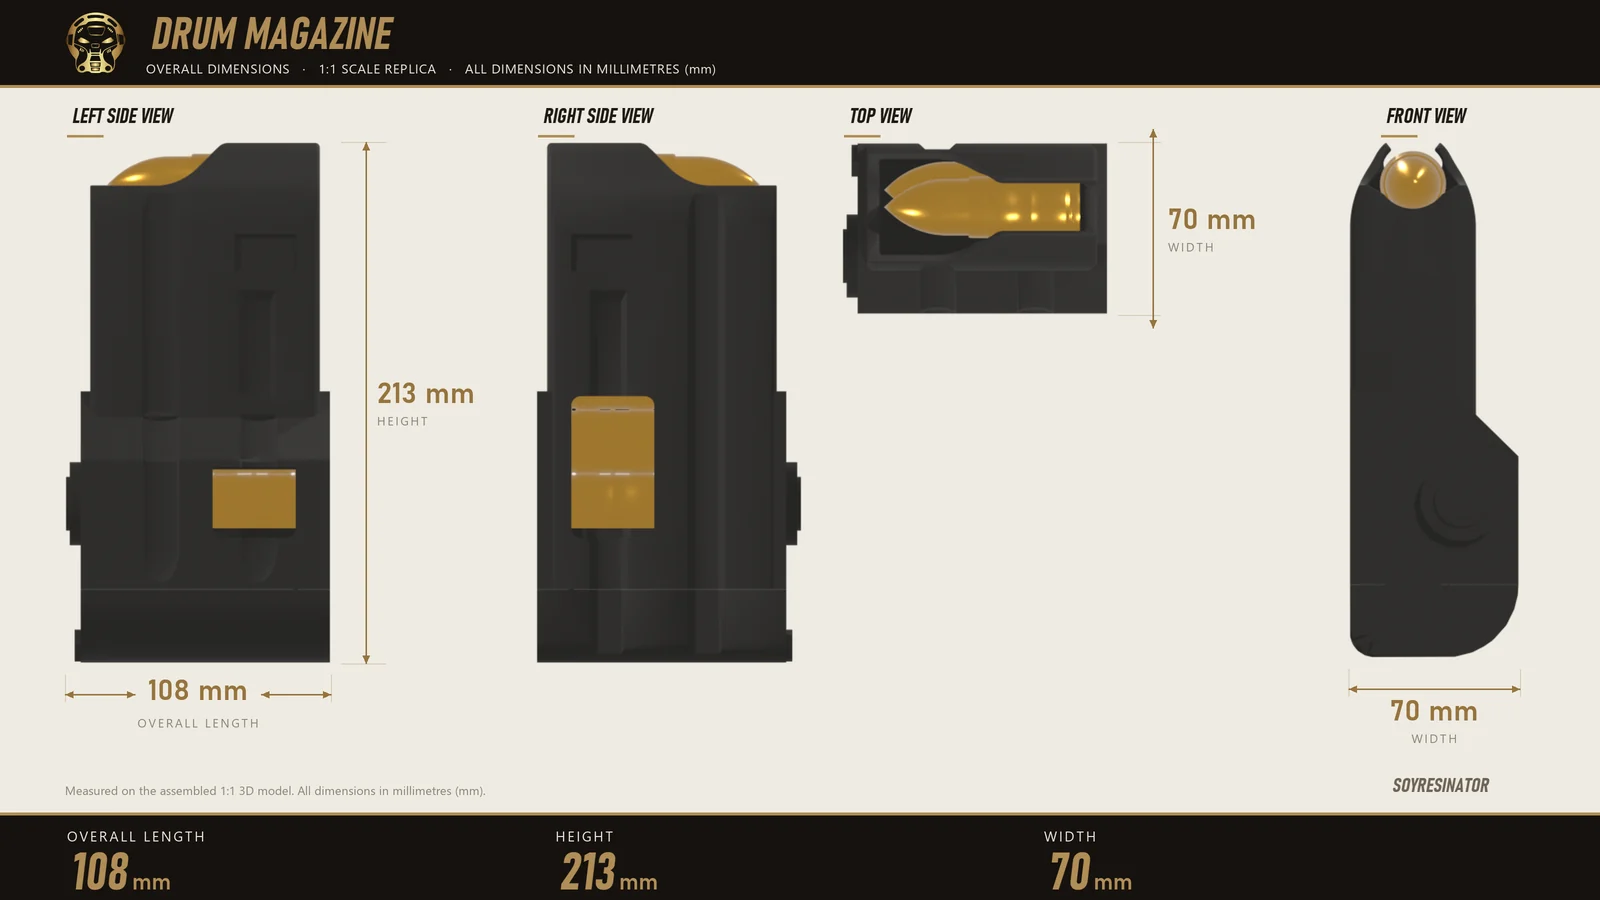 DRUM MAGAZINE
OVERALL DIMENSIONS · 1:1 SCALE REPLICA · ALL DIMENSIONS IN MILLIMETRES (mm)
LEFT SIDE VIEW
RIGHT SIDE VIEW
TOP VIEW
FRONT VIEW
70 mm
WIDTH
213 mm
HEIGHT
108 mm
OVERALL LENGTH
70 mm
WIDTH
SOYRESINATOR
Measured on the assembled 1:1 3D model. All dimensions in millimetres (mm).
OVERALL LENGTH
108 mm
HEIGHT
213 mm
WIDTH
70 mm